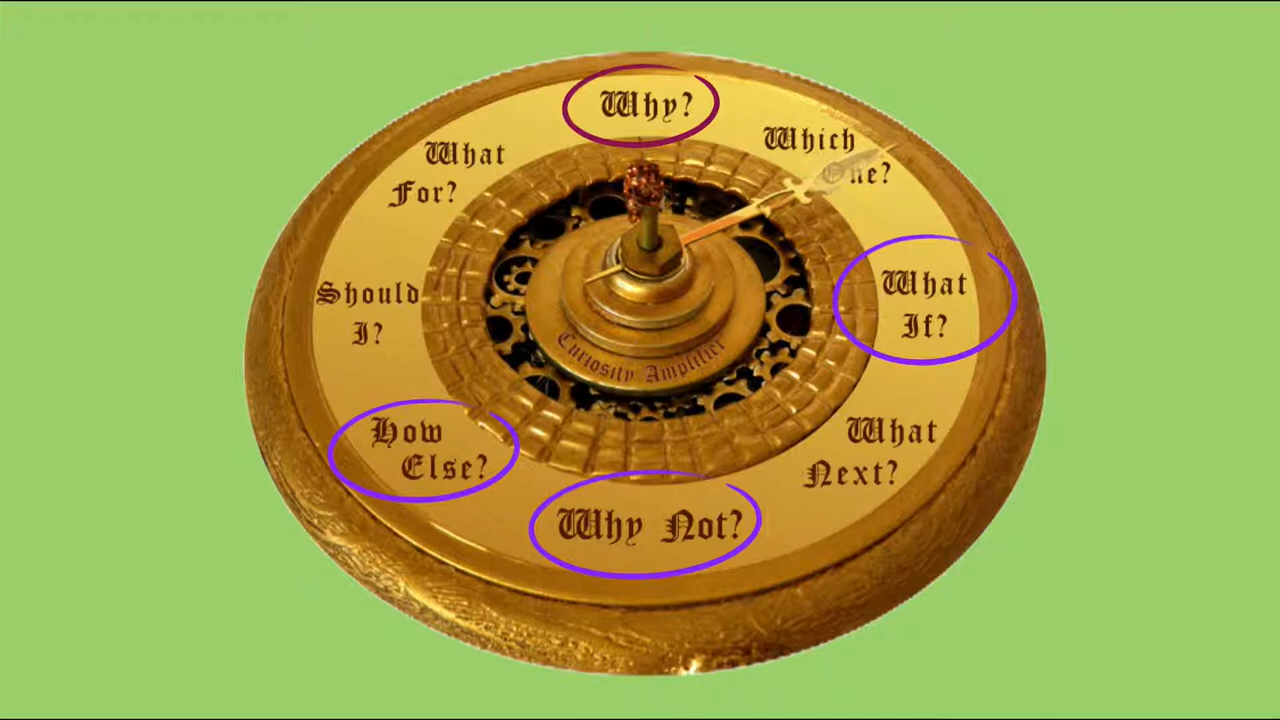 Why?
Which
One?
What
If?
What
Next?
Why Not?
How
Else?
Should
I?
What
For?
Curiosity Amplifier